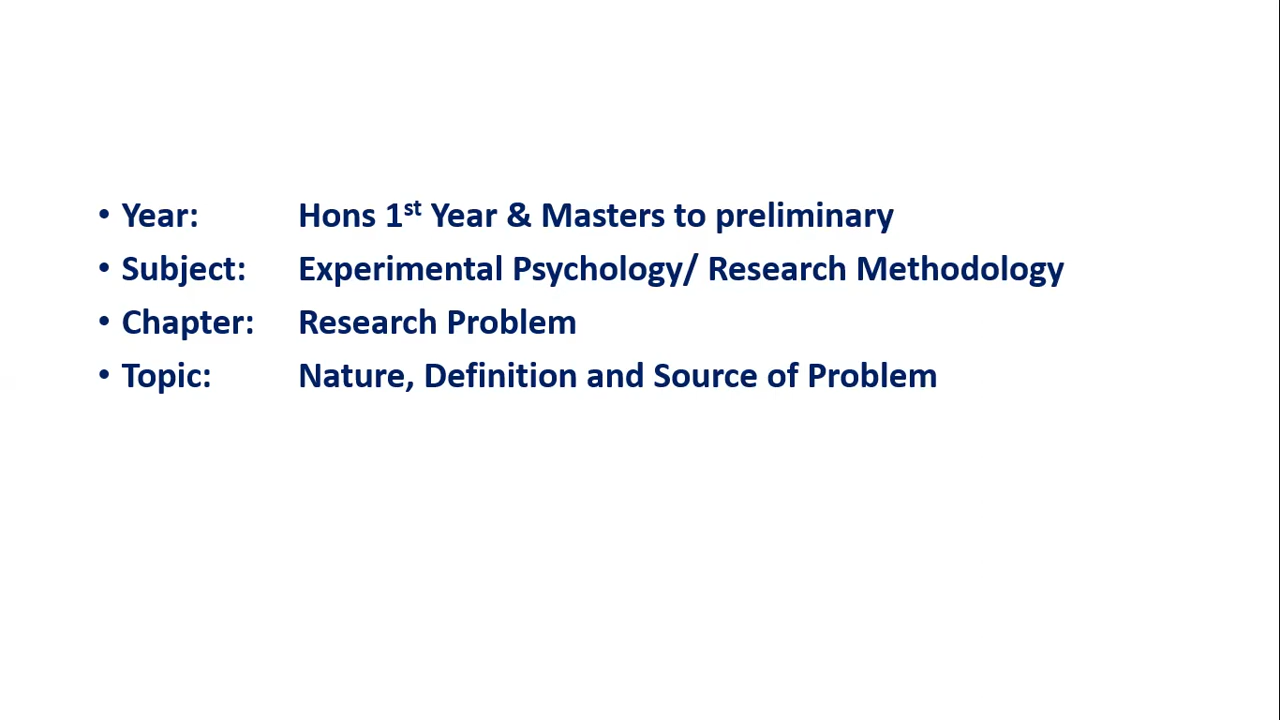 • Year: Hons 1st Year & Masters to preliminary
• Subject: Experimental Psychology/ Research Methodology
• Chapter: Research Problem
• Topic: Nature, Definition and Source of Problem